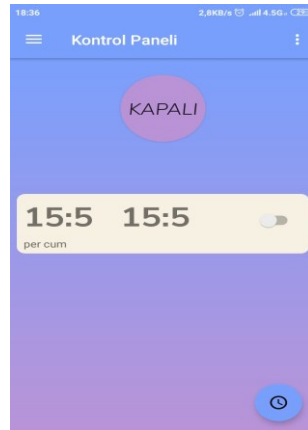 18:36 2,8KB/s 4.5G
Kontrol Paneli
KAPALI
15:5 15:5
per cum